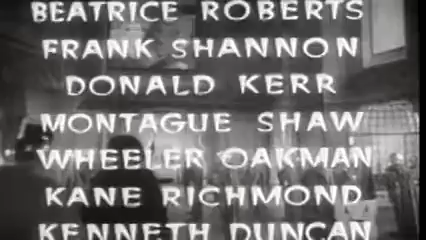 BEATRICE ROBERTS
FRANK SHANNON
DONALD KERR
MONTAGUE SHAW
WHEELER OAKMAN
KANE RICHMOND
KENNETH DUNCAN